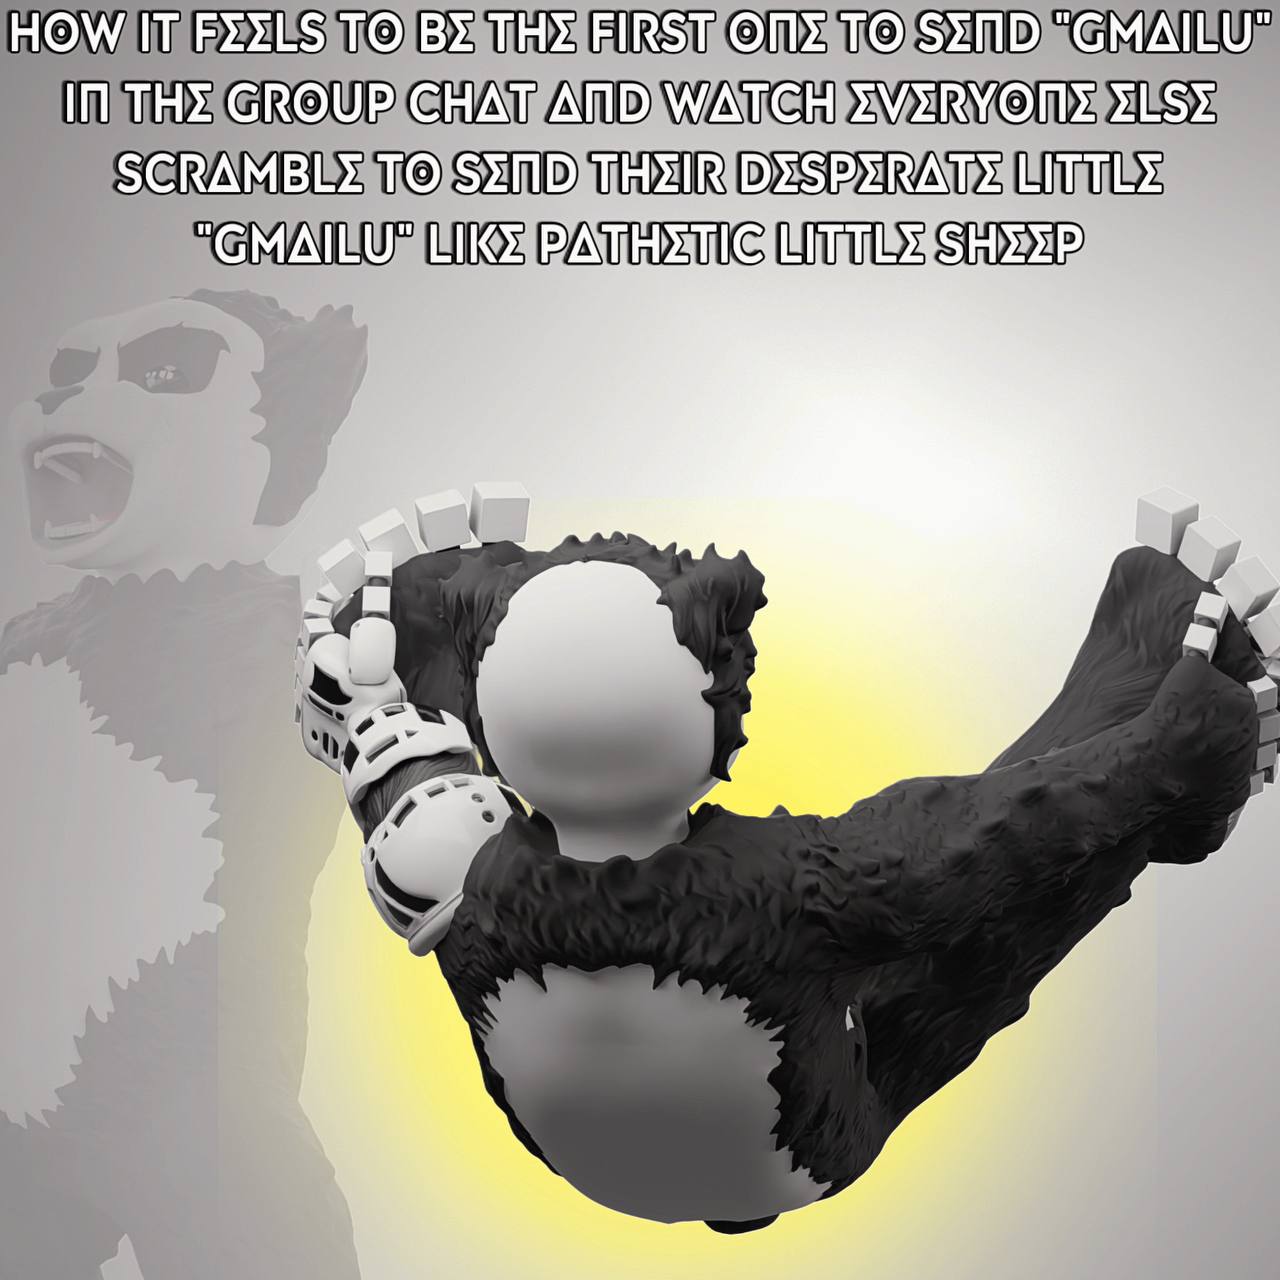 HOW IT FEELS TO BE THE FIRST ONE TO SEND "GMAILU"
IN THE GROUP CHAT AND WATCH EVERYONE ELSE
SCRAMBLE TO SEND THEIR DESPERATE LITTLE
"GMAILU" LIKE PATHETIC LITTLE SHEEP